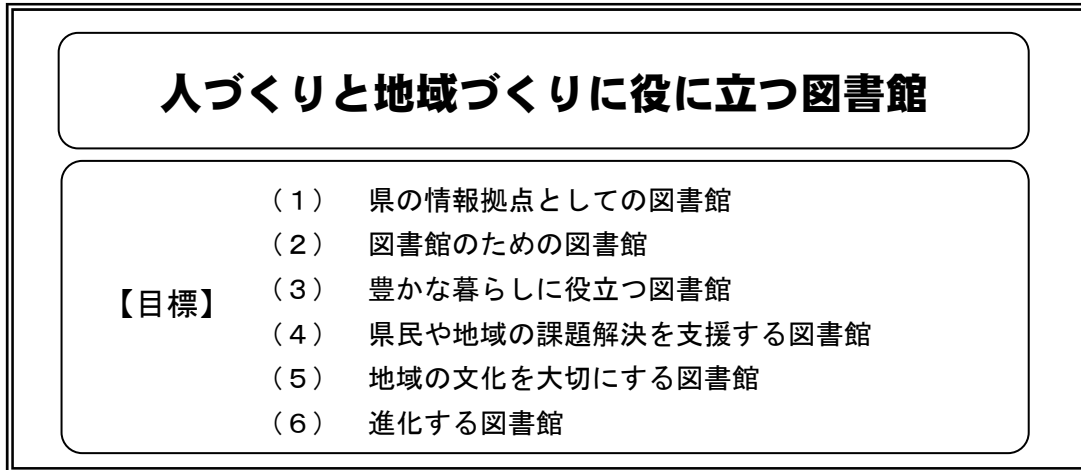 人づくりと地域づくりに役に立つ図書館
【目標】
（１）　県の情報拠点としての図書館
（２）　図書館のための図書館
（３）　豊かな暮らしに役立つ図書館
（４）　県民や地域の課題解決を支援する図書館
（５）　地域の文化を大切にする図書館
（６）　進化する図書館